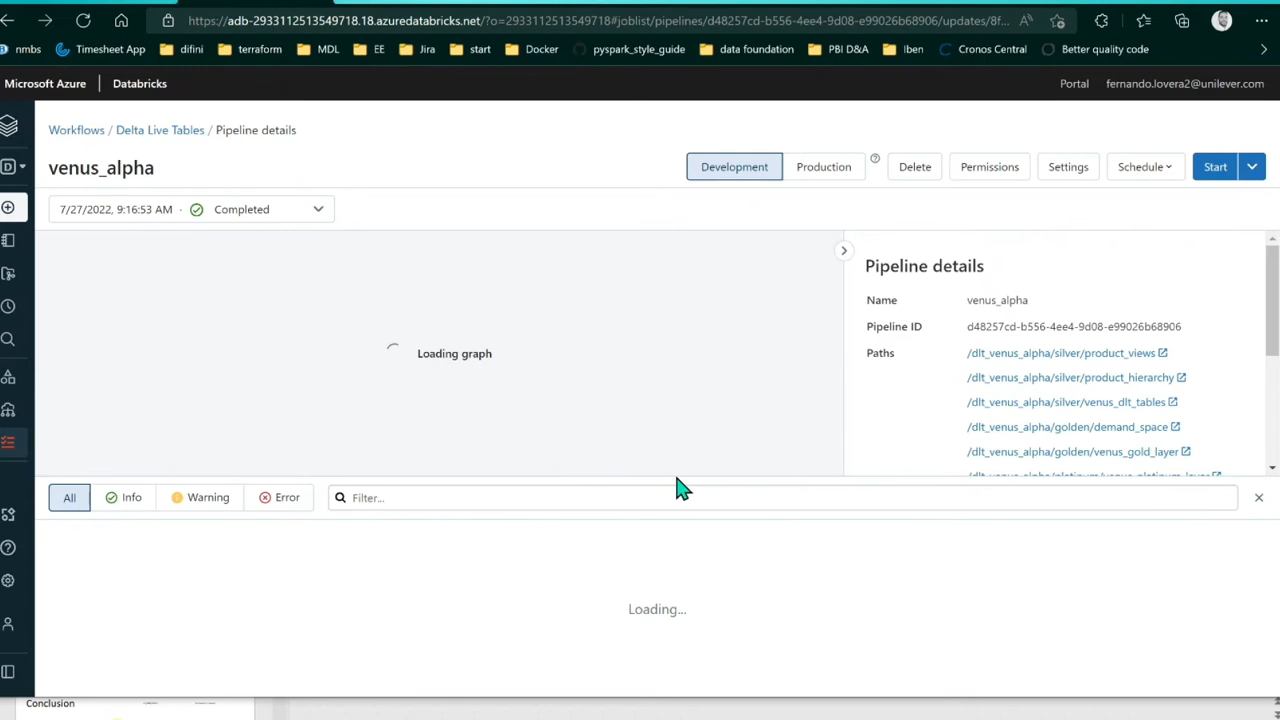 https://adb-2933112513549718.18.azuredatabricks.net/?o=2933112513549718#joblist/pipelines/d48257cd-b556-4ee4-9d08-e99026b68906/updates/8f...
nmbs Timesheet App difini terraform MDL EE Jira start Docker pyspark_style_guide data foundation PBI D&A Iben Cronos Central Better quality code
Microsoft Azure Databricks Portal fernando.lovera2@unilever.com
Workflows / Delta Live Tables / Pipeline details
D
venus_alpha Development Production Delete Permissions Settings Schedule Start
7/27/2022, 9:16:53 AM · Completed
Pipeline details
Name venus_alpha
Pipeline ID d48257cd-b556-4ee4-9d08-e99026b68906
Loading graph
Paths /dlt_venus_alpha/silver/product_views
/dlt_venus_alpha/silver/product_hierarchy
/dlt_venus_alpha/silver/venus_dlt_tables
/dlt_venus_alpha/golden/demand_space
/dlt_venus_alpha/golden/venus_gold_layer
/dlt_venus_alpha/platinum/venus_platinum_layer
All Info Warning Error Filter...
Loading...
Conclusion